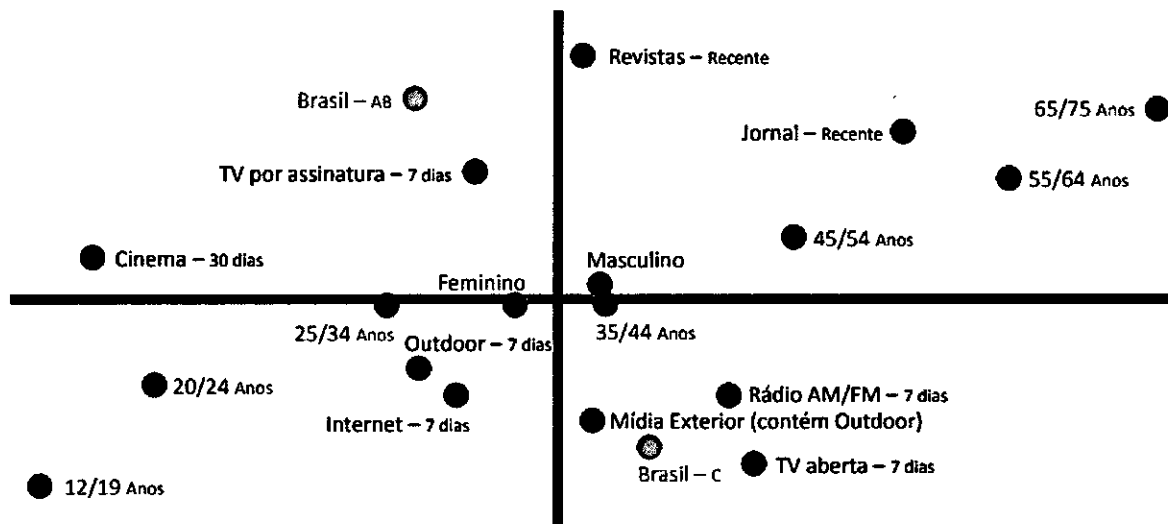 Revistas – Recente
Brasil – AB
65/75 Anos
Jornal – Recente
TV por assinatura – 7 dias
55/64 Anos
45/54 Anos
Cinema – 30 dias
Masculino
Feminino
25/34 Anos
35/44 Anos
Outdoor – 7 dias
20/24 Anos
Rádio AM/FM – 7 dias
Internet – 7 dias
Mídia Exterior (contém Outdoor)
Brasil – C
TV aberta – 7 dias
12/19 Anos